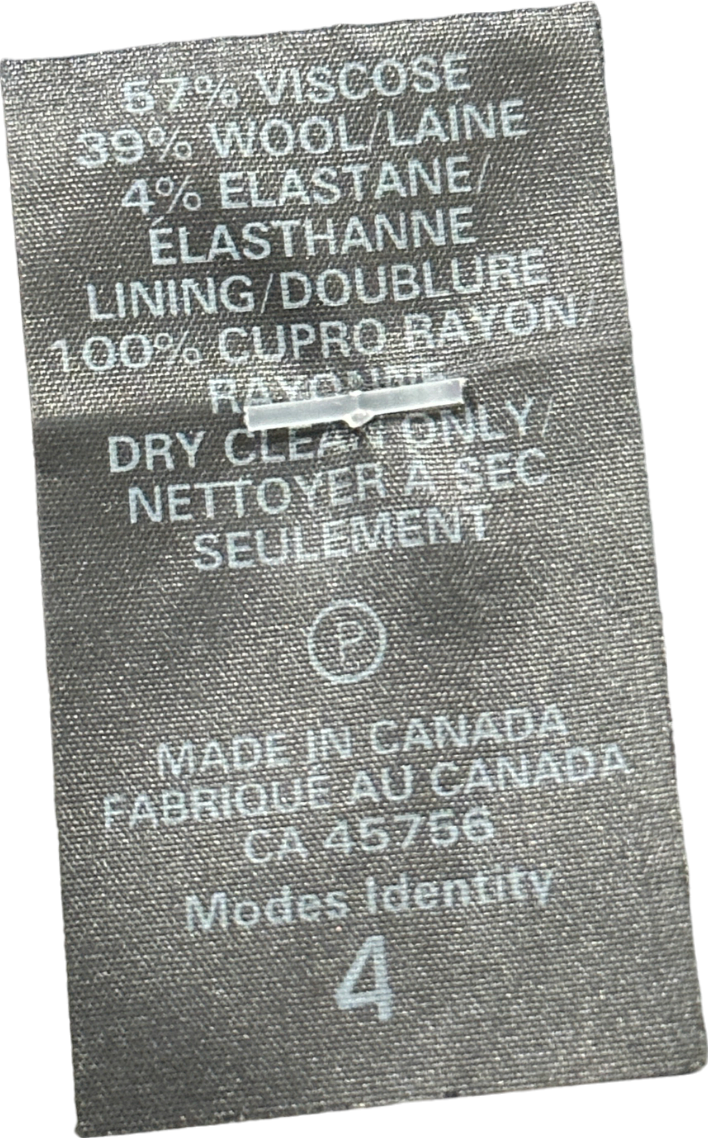 57% VISCOSE
39% WOOL/LAINE
4% ELASTANE/
ÉLASTHANNE
LINING/DOUBLURE
100% CUPRO RAYON/
DRY CLEAN ONLY/
NETTOYER À SEC
SEULEMENT
P
MADE IN CANADA
FABRIQUÉ AU CANADA
CA 45756
Modes Identity
4